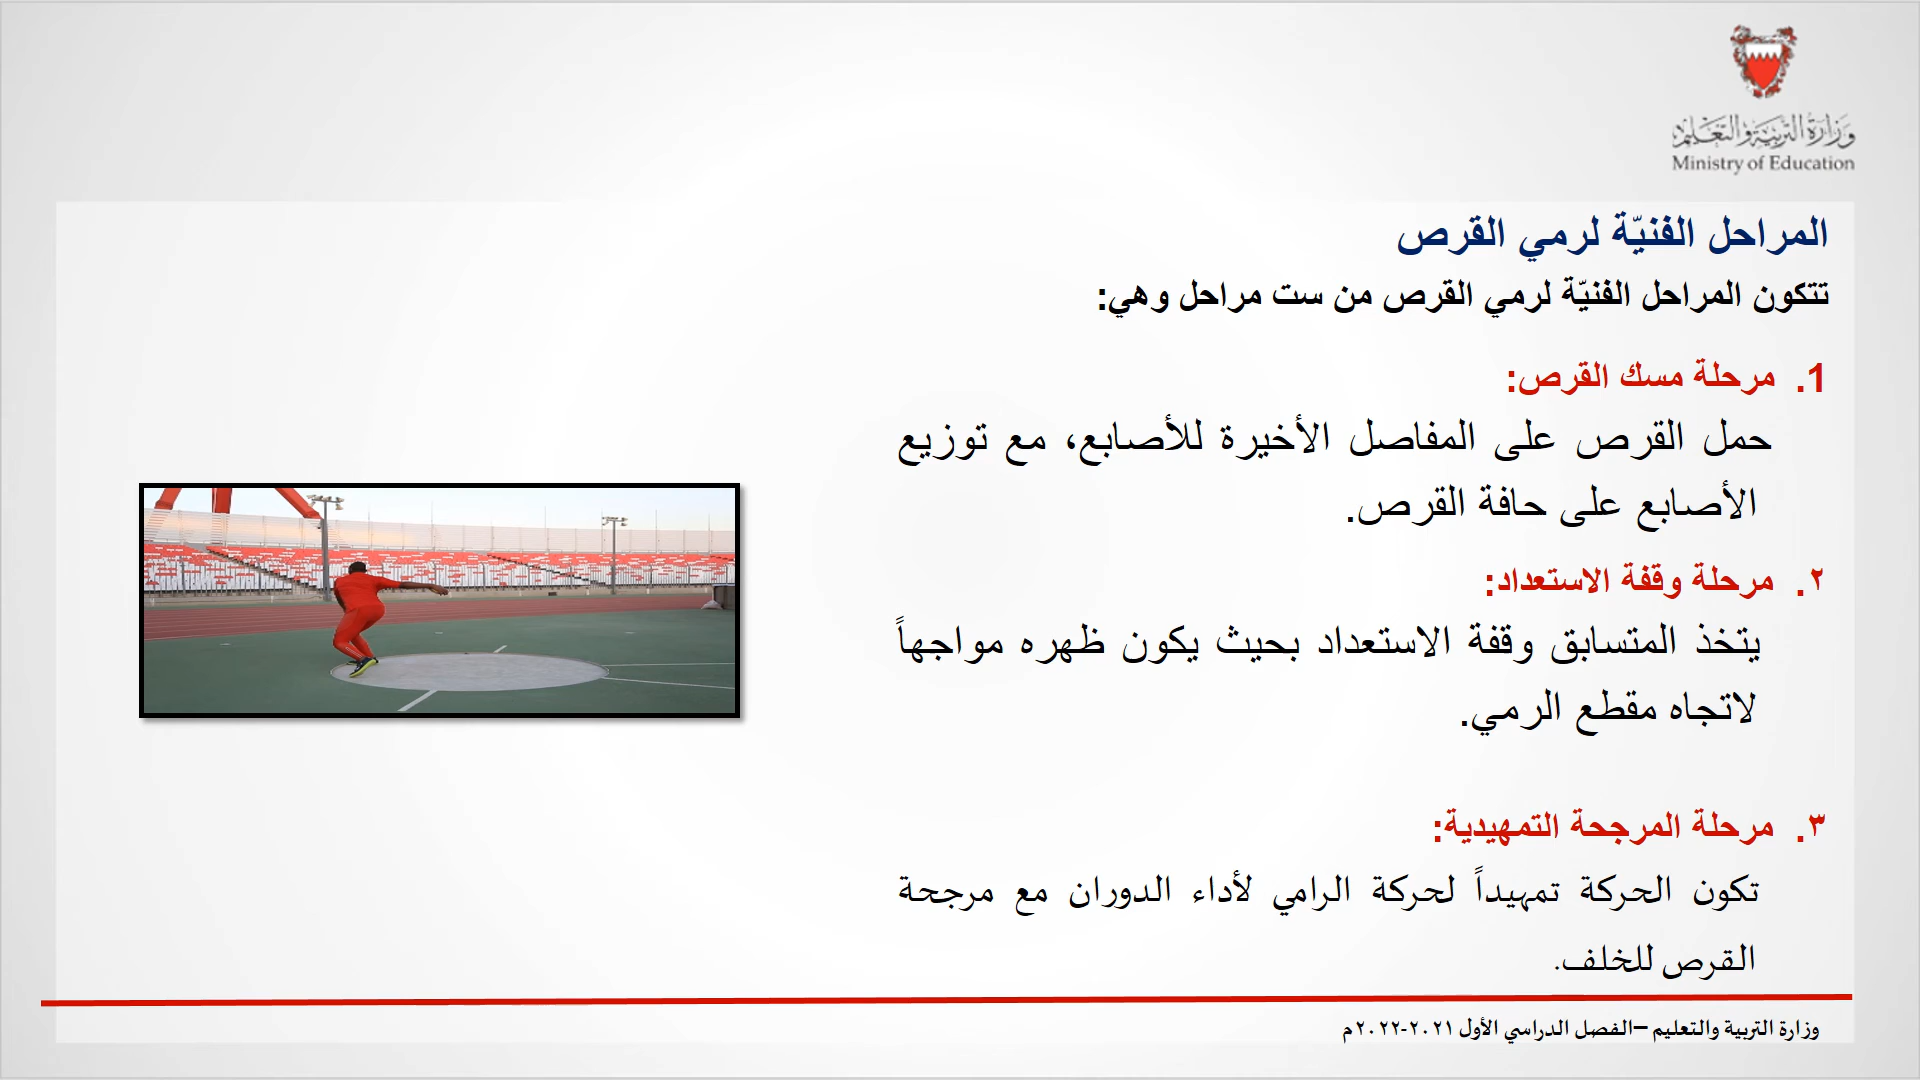 وزارة التربية والتعليم
Ministry of Education
المراحل الفنيّة لرمي القرص
تتكون المراحل الفنيّة لرمي القرص من ست مراحل وهي:
1. مرحلة مسك القرص:
حمل القرص على المفاصل الأخيرة للأصابع، مع توزيع
الأصابع على حافة القرص.
٢. مرحلة وقفة الاستعداد:
يتخذ المتسابق وقفة الاستعداد بحيث يكون ظهره مواجهاً
لاتجاه مقطع الرمي.
٣. مرحلة المرجحة التمهيدية:
تكون الحركة تمهيداً لحركة الرامي لأداء الدوران مع مرجحة
القرص للخلف.
وزارة التربية والتعليم –الفصل الدراسي الأول ٢٠٢١-٢٠٢٢م